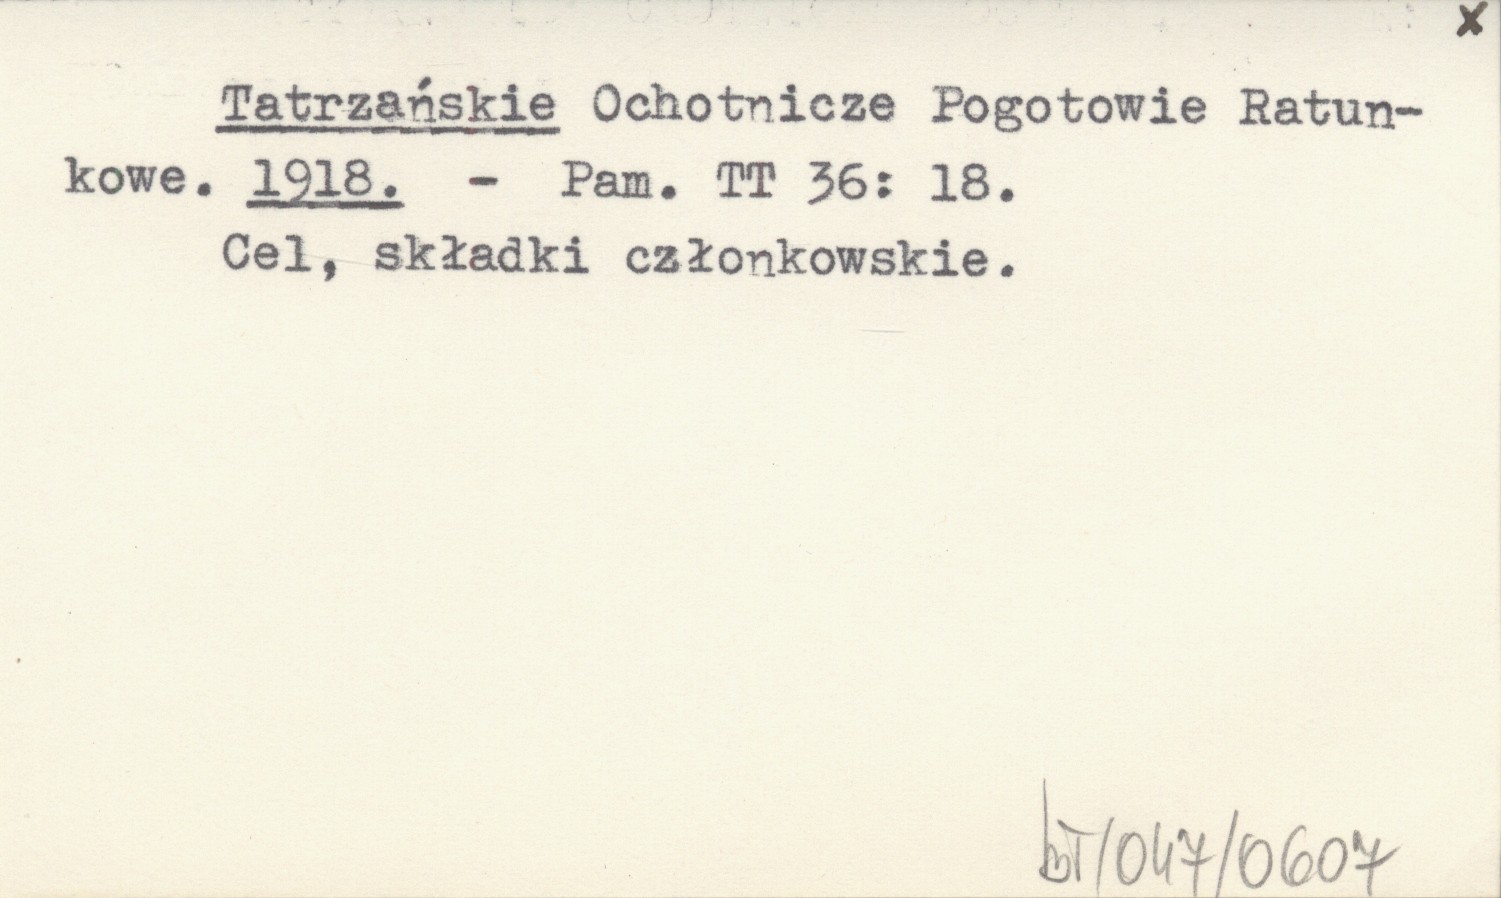 x
Tatrzańskie Ochotnicze Pogotowie Ratun-
kowe. 1918. - Pam. TT 36: 18.
Cel, składki członkowskie.
bT/047/0607